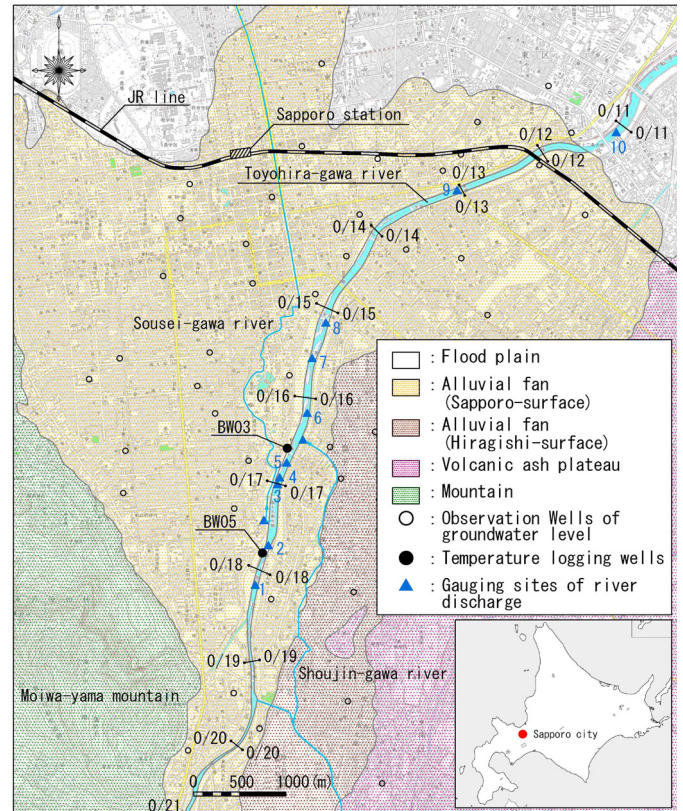 JR line
Sapporo station
Toyohira-gawa river
0/11
0/11
10
0/12
0/12
9
0/13
0/13
0/14
0/14
0/15
0/15
Sousei-gawa river
8
7
0/16
0/16
6
BW03
5
4
0/17
0/17
3
BW05
2
0/18
0/18
1
0/19
0/19
Shoujin-gawa river
Moiwa-yama mountain
0/20
0/20
0/21
0 500 1000(m)
: Flood plain
: Alluvial fan
(Sapporo-surface)
: Alluvial fan
(Hiragishi-surface)
: Volcanic ash plateau
: Mountain
: Observation Wells of
groundwater level
: Temperature logging wells
: Gauging sites of river
discharge
Sapporo city